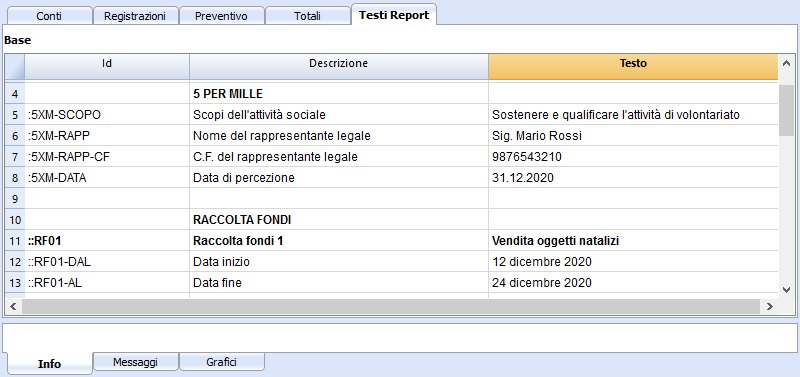 Conti Registrazioni Preventivo Totali Testi Report
Base
Id Descrizione Testo
4 5 PER MILLE
5 :5XM-SCOPO Scopi dell'attività sociale Sostenere e qualificare l'attività di volontariato
6 :5XM-RAPP Nome del rappresentante legale Sig. Mario Rossi
7 :5XM-RAPP-CF C.F. del rappresentante legale 9876543210
8 :5XM-DATA Data di percezione 31.12.2020
9
10 RACCOLTA FONDI
11 ::RF01 Raccolta fondi 1 Vendita oggetti natalizi
12 ::RF01-DAL Data inizio 12 dicembre 2020
13 ::RF01-AL Data fine 24 dicembre 2020
Info Messaggi Grafici